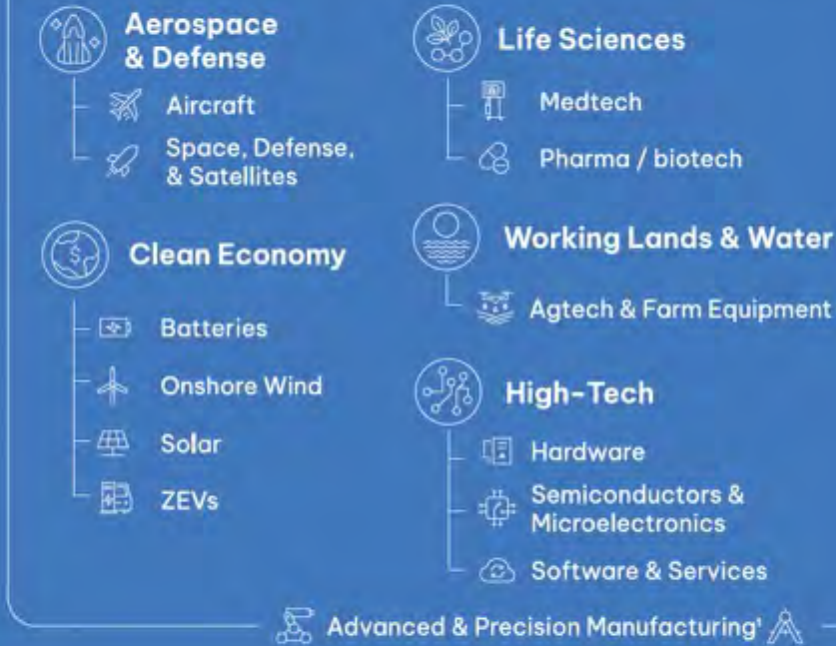 Aerospace
& Defense
Aircraft
Space, Defense,
& Satellites
Clean Economy
Batteries
Onshore Wind
Solar
ZEVs
Life Sciences
Medtech
Pharma / biotech
Working Lands & Water
Agtech & Farm Equipment
High-Tech
Hardware
Semiconductors &
Microelectronics
Software & Services
Advanced & Precision Manufacturing¹